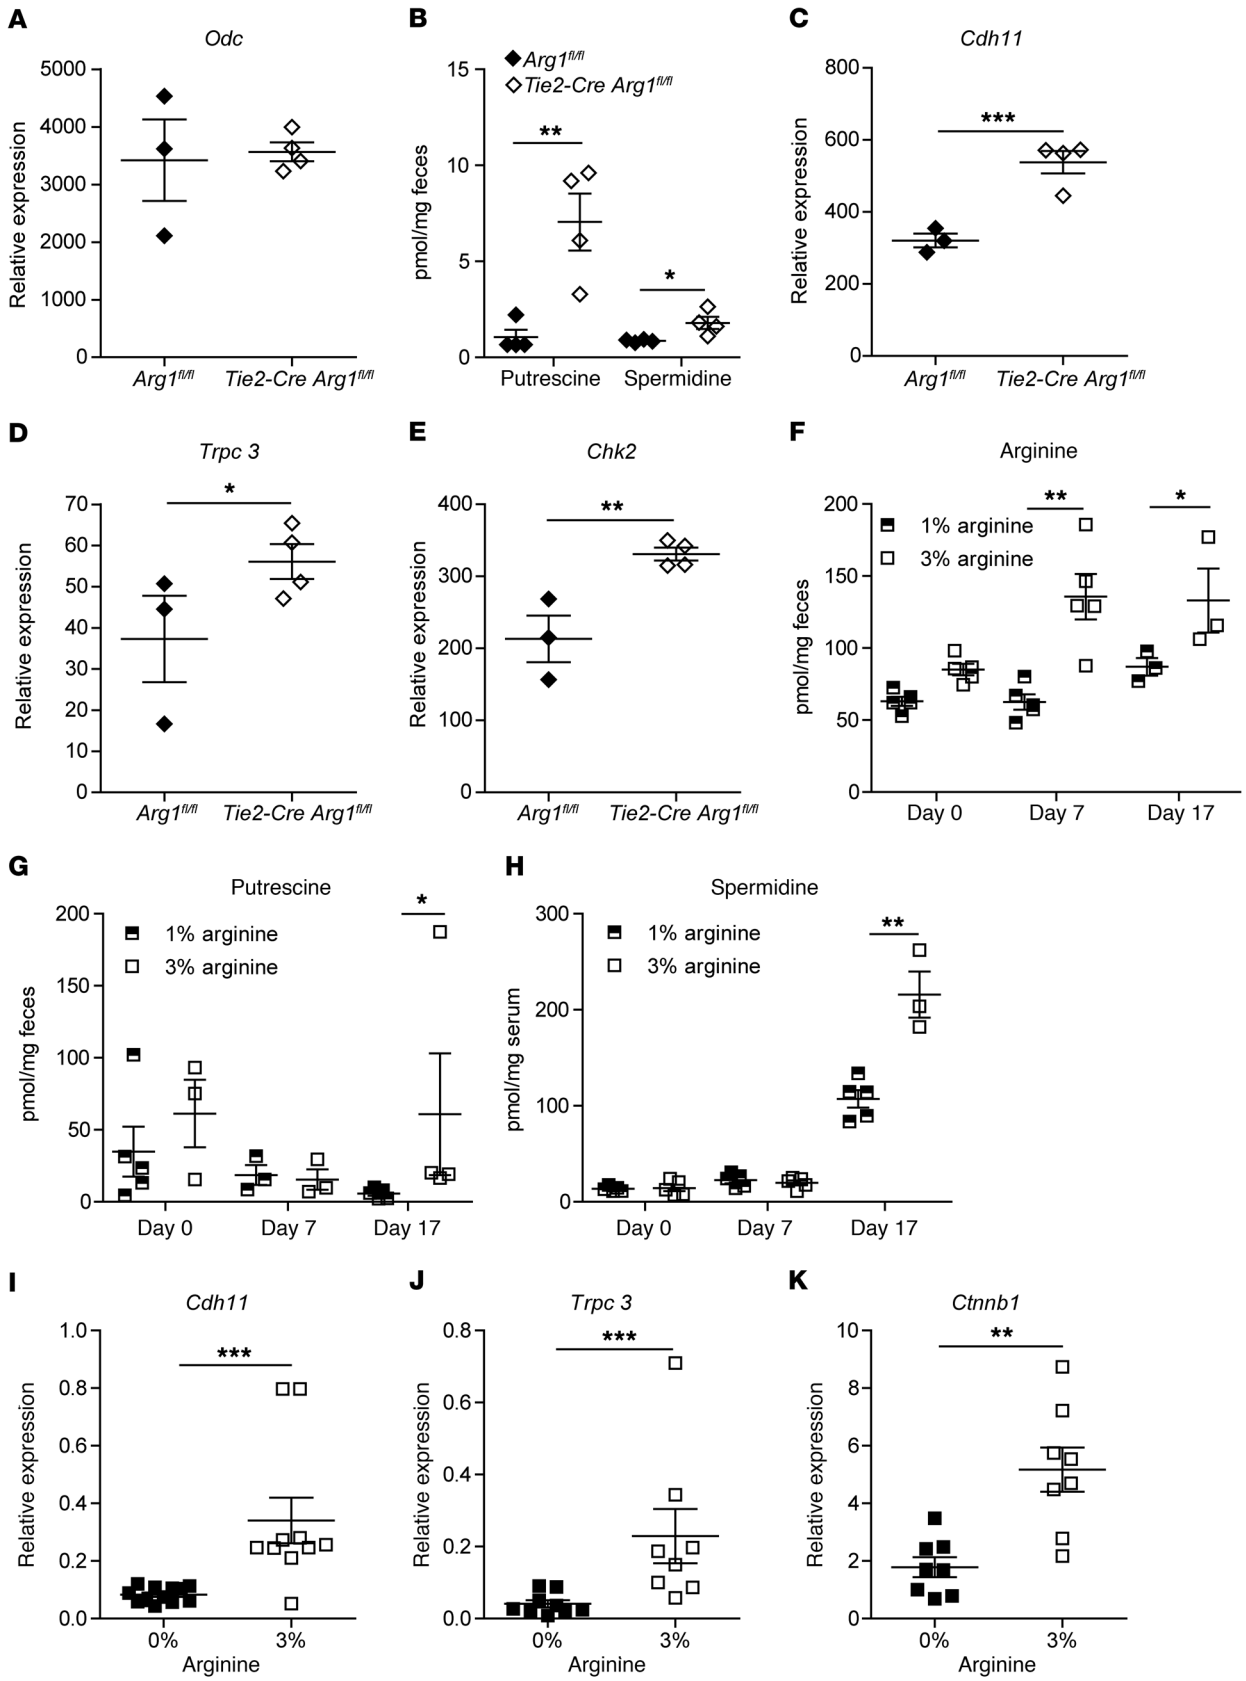 A
Odc
Relative expression
5000
4000
3000
2000
1000
0
Arg1fl/fl
Tie2-Cre Arg1fl/fl
B
Arg1fl/fl
Tie2-Cre Arg1fl/fl
pmol/mg feces
15
10
5
0
**
*
Putrescine
Spermidine
C
Cdh11
Relative expression
800
600
400
200
0
***
Arg1fl/fl
Tie2-Cre Arg1fl/fl
D
Trpc 3
Relative expression
70
60
50
40
30
20
10
0
*
Arg1fl/fl
Tie2-Cre Arg1fl/fl
E
Chk2
Relative expression
400
300
200
100
0
**
Arg1fl/fl
Tie2-Cre Arg1fl/fl
F
Arginine
1% arginine
3% arginine
pmol/mg feces
200
150
100
50
0
**
*
Day 0
Day 7
Day 17
G
Putrescine
1% arginine
3% arginine
pmol/mg feces
200
150
100
50
0
*
Day 0
Day 7
Day 17
H
Spermidine
1% arginine
3% arginine
pmol/mg serum
300
200
100
0
**
Day 0
Day 7
Day 17
I
Cdh11
Relative expression
1.0
0.8
0.6
0.4
0.2
0.0
***
0%
3%
Arginine
J
Trpc 3
Relative expression
0.8
0.6
0.4
0.2
0.0
***
0%
3%
Arginine
K
Ctnnb1
Relative expression
10
8
6
4
2
0
**
0%
3%
Arginine